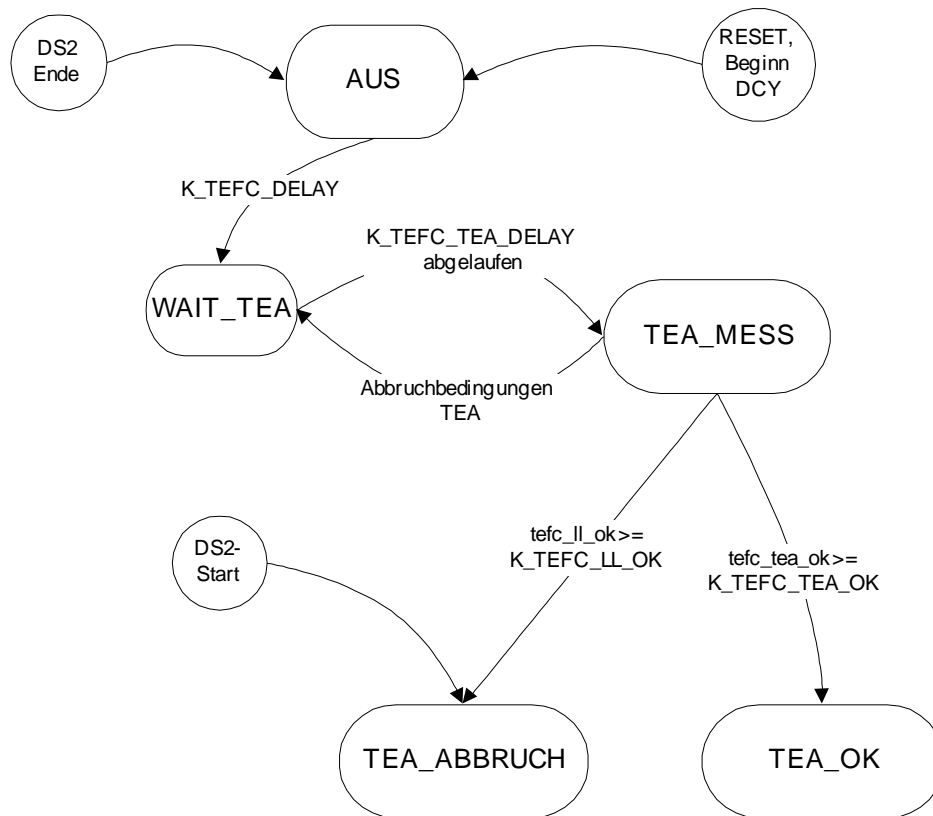 DS2
Ende
AUS
RESET,
Beginn
DCY
K_TEFC_DELAY
K_TEFC_TEA_DELAY
abgelaufen
WAIT_TEA
TEA_MESS
Abbruchbedingungen
TEA
DS2-
Start
tefc_ll_ok>=
K_TEFC_LL_OK
tefc_tea_ok>=
K_TEFC_TEA_OK
TEA_ABBRUCH
TEA_OK